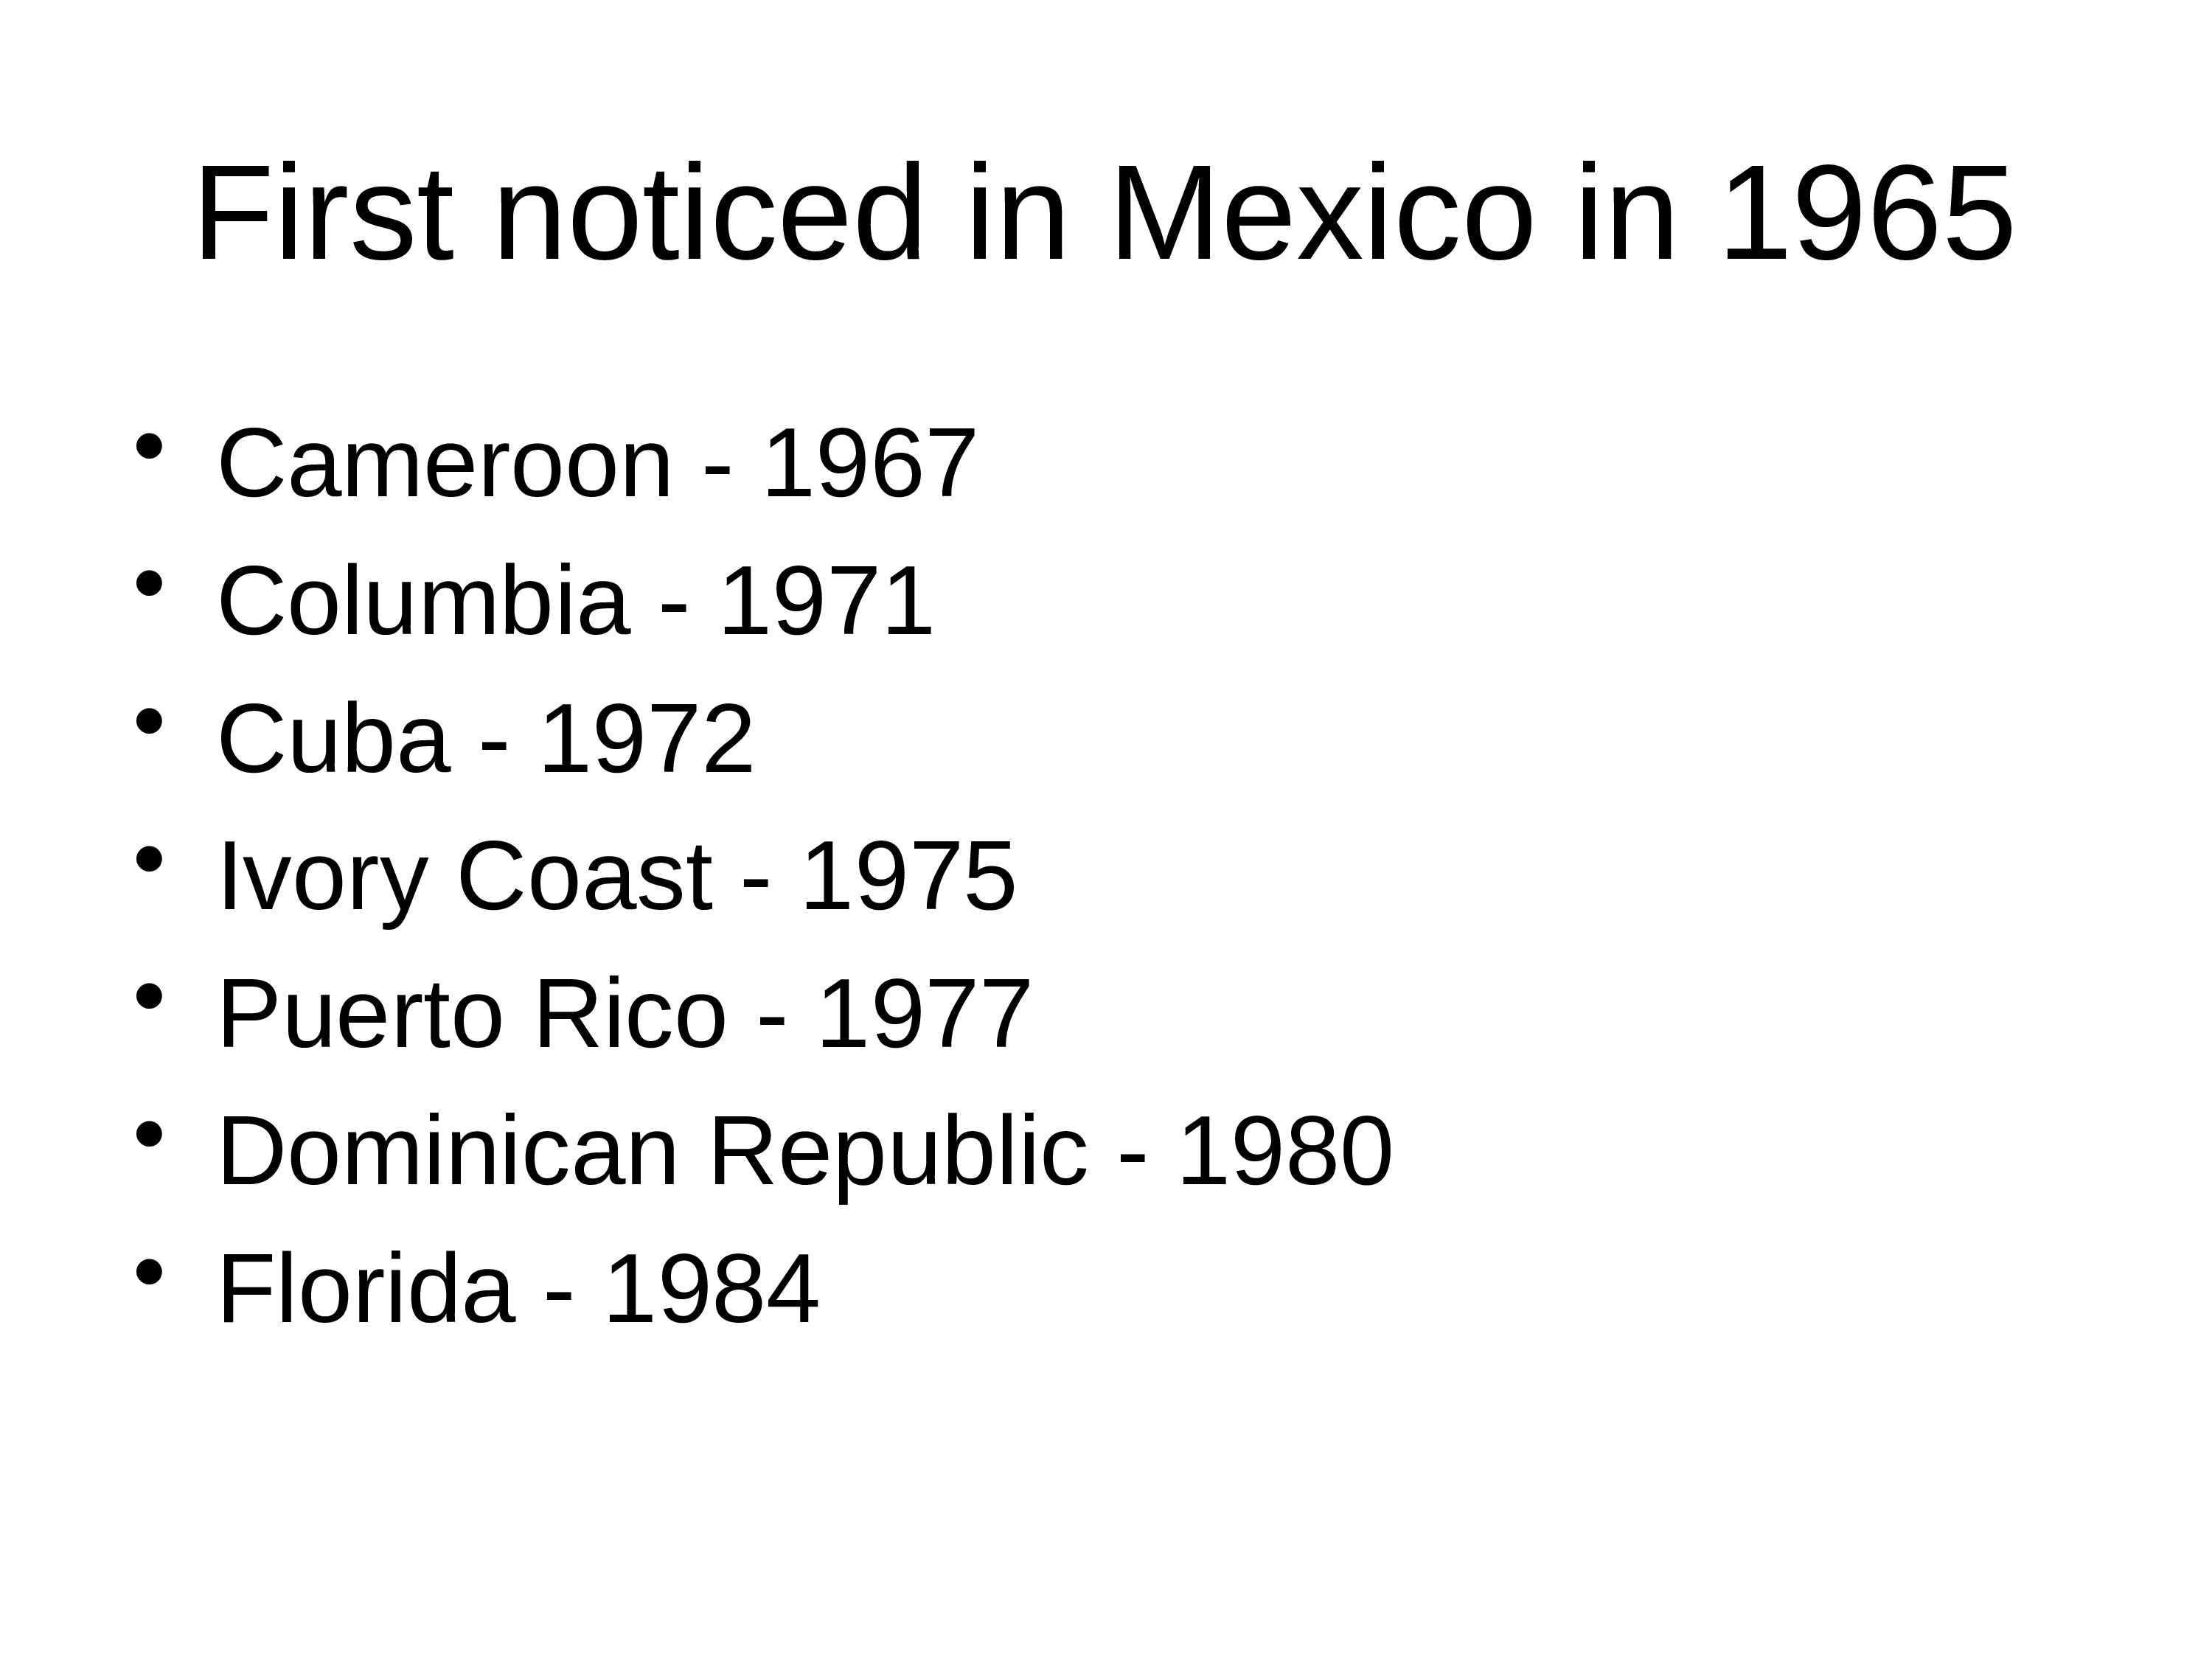 First noticed in Mexico in 1965
• Cameroon - 1967
• Columbia - 1971
• Cuba - 1972
• Ivory Coast - 1975
• Puerto Rico - 1977
• Dominican Republic - 1980
• Florida - 1984